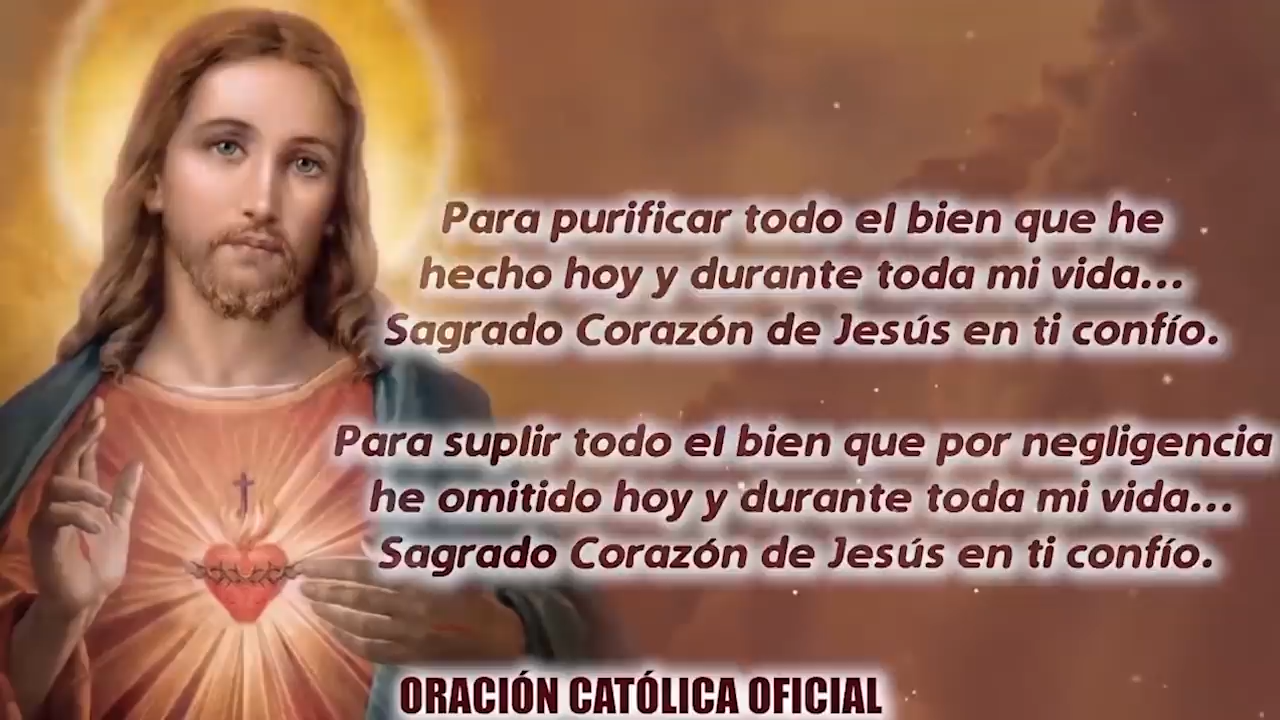 Para purificar todo el bien que he
hecho hoy y durante toda mi vida...
Sagrado Corazón de Jesús en ti confío.
Para suplir todo el bien que por negligencia
he omitido hoy y durante toda mi vida...
Sagrado Corazón de Jesús en ti confío.
ORACIÓN CATÓLICA OFICIAL